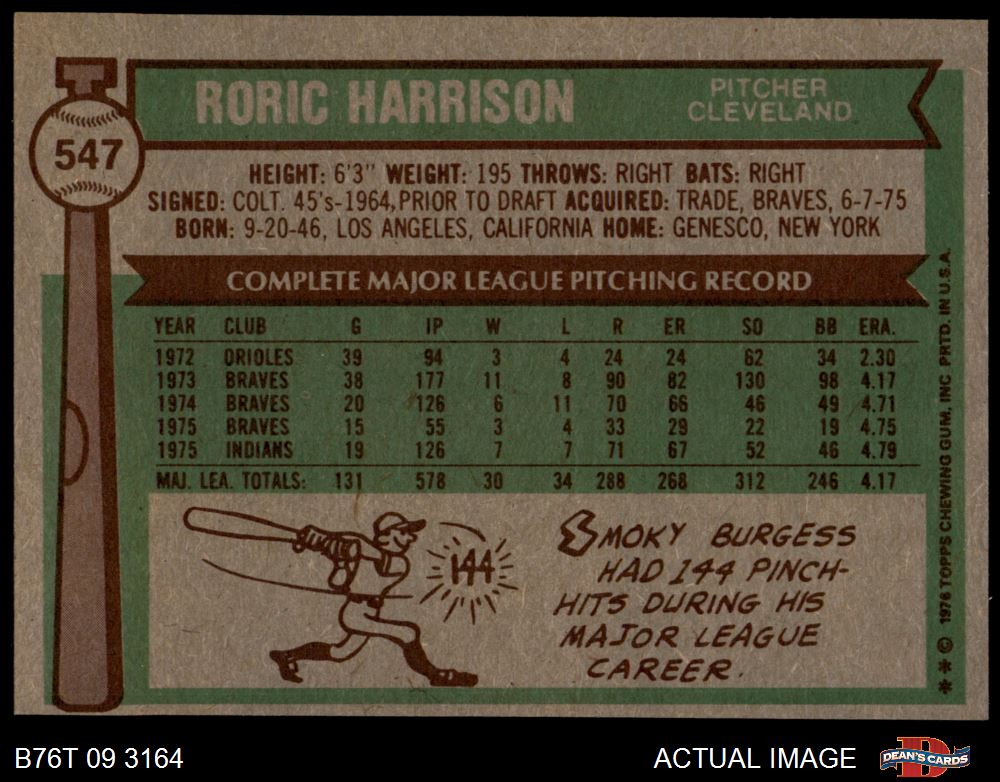 547
RORIC HARRISON
PITCHER
CLEVELAND
HEIGHT: 6'3" WEIGHT: 195 THROWS: RIGHT BATS: RIGHT
SIGNED: COLT. 45's-1964, PRIOR TO DRAFT ACQUIRED: TRADE, BRAVES, 6-7-75
BORN: 9-20-46, LOS ANGELES, CALIFORNIA HOME: GENESCO, NEW YORK
COMPLETE MAJOR LEAGUE PITCHING RECORD
YEAR CLUB G IP W L R ER SO BB ERA.
1972 ORIOLES 39 94 3 4 24 24 62 34 2.30
1973 BRAVES 38 177 11 8 90 82 130 98 4.17
1974 BRAVES 20 126 6 11 70 66 46 49 4.71
1975 BRAVES 15 55 3 4 33 29 22 19 4.75
1975 INDIANS 19 126 7 7 71 67 52 46 4.79
MAJ. LEA. TOTALS: 131 578 30 34 288 268 312 246 4.17
144
SMOKY BURGESS
HAD 144 PINCH-
HITS DURING HIS
MAJOR LEAGUE
CAREER.
** © 1976 TOPPS CHEWING GUM, INC. PRTD. IN U.S.A.
B76T 09 3164
ACTUAL IMAGE
D
DEAN'S CARDS